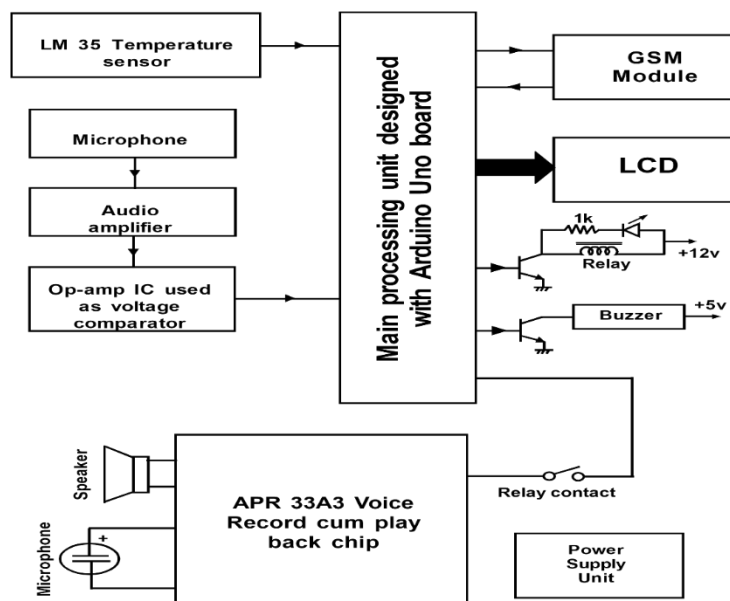 LM 35 Temperature
sensor
Microphone
Audio
amplifier
Op-amp IC used
as voltage
comparator
Main processing unit designed
with Arduino Uno board
GSM
Module
LCD
1k
Relay
+12v
+5v
Buzzer
Speaker
Microphone
+
APR 33A3 Voice
Record cum play
back chip
Relay contact
Power
Supply
Unit